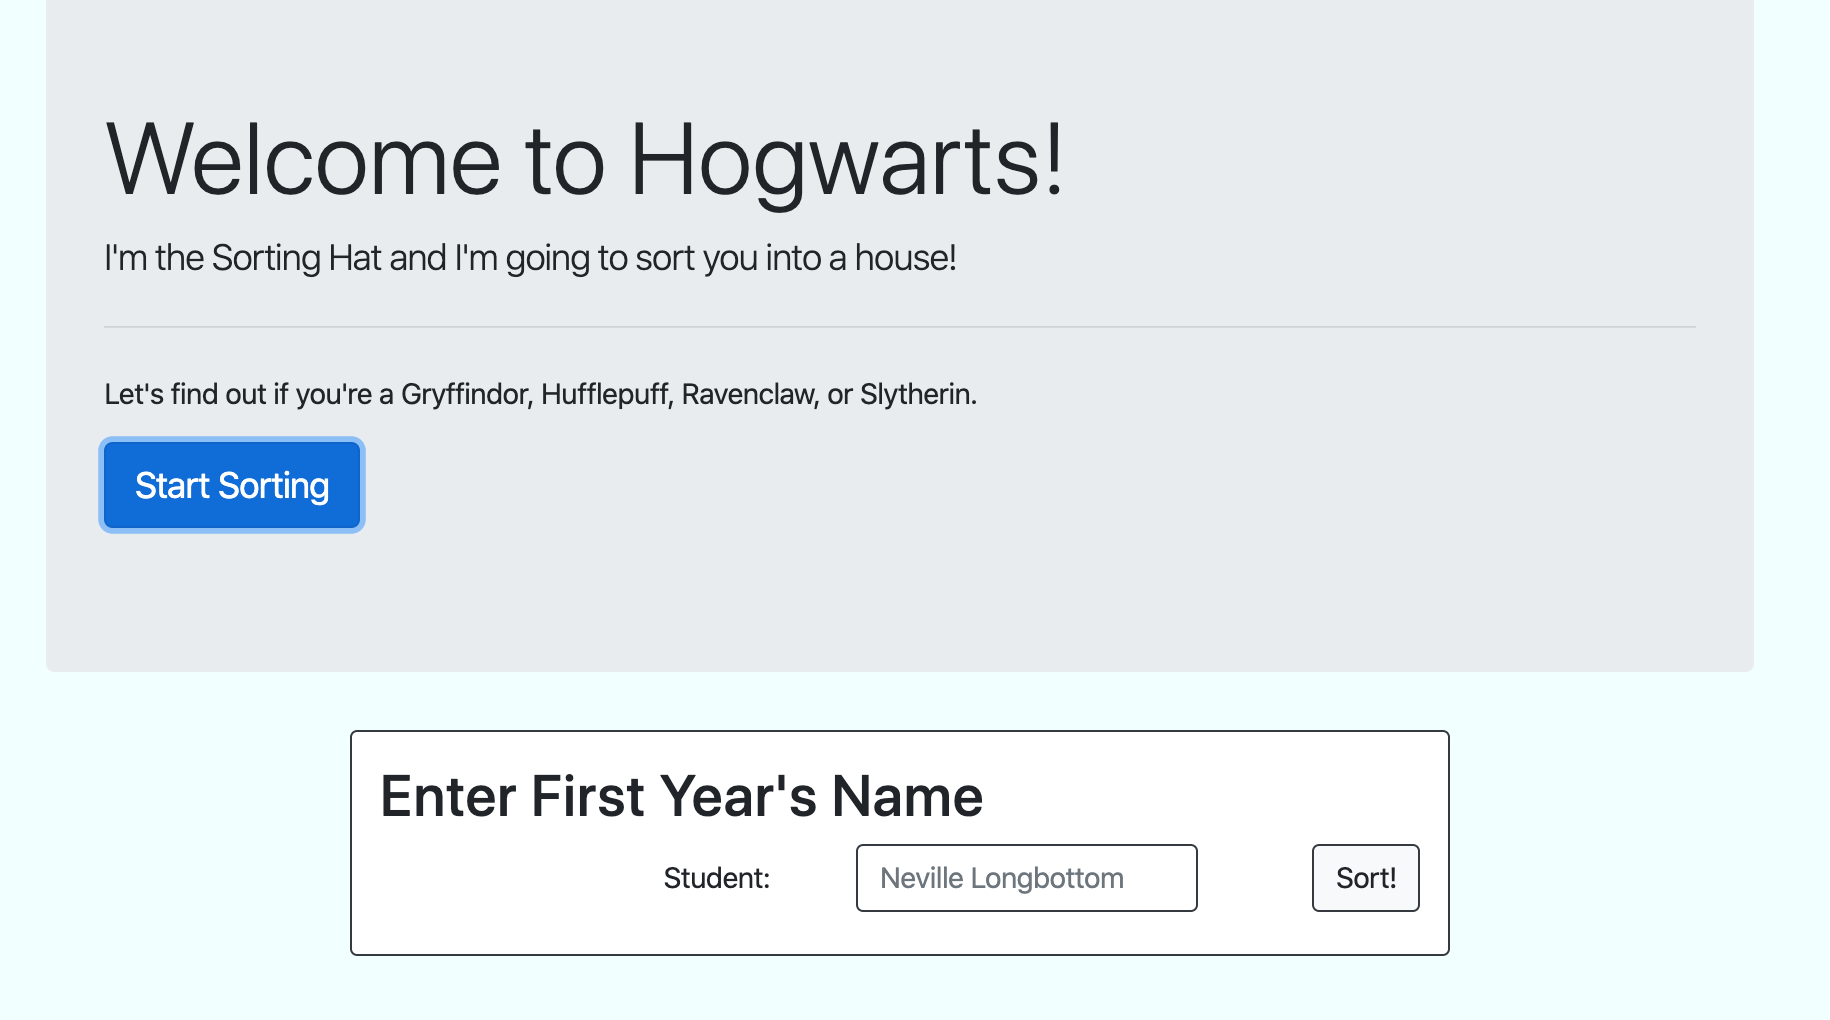 Welcome to Hogwarts!
I'm the Sorting Hat and I'm going to sort you into a house!
Let's find out if you're a Gryffindor, Hufflepuff, Ravenclaw, or Slytherin.
Start Sorting
Enter First Year's Name
Student: Neville Longbottom Sort!